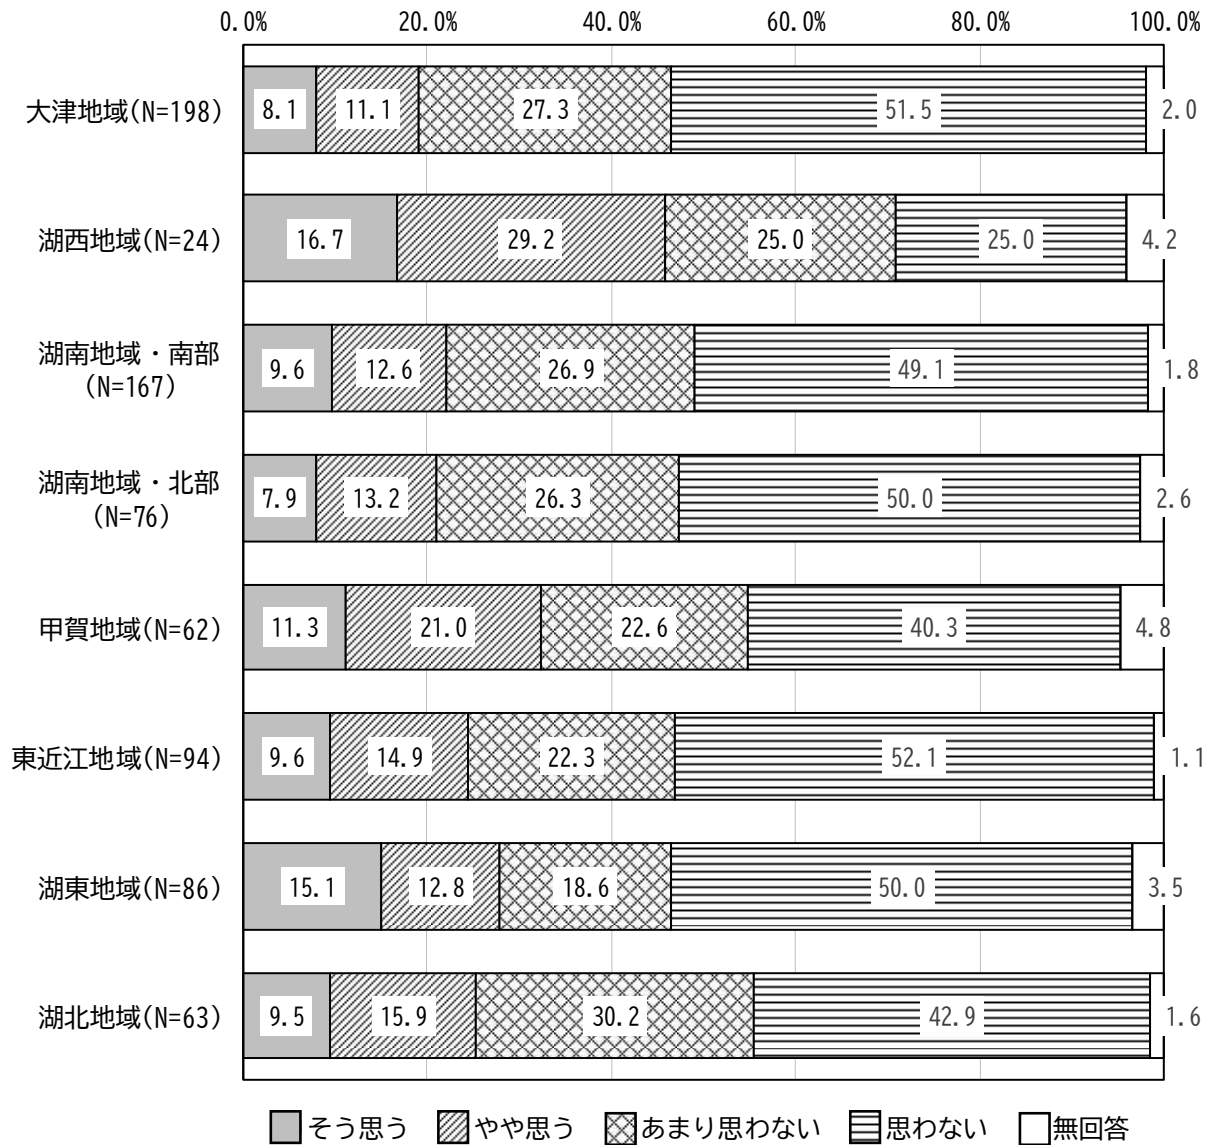 0.0% 20.0% 40.0% 60.0% 80.0% 100.0%
大津地域(N=198) 8.1 11.1 27.3 51.5 2.0
湖西地域(N=24) 16.7 29.2 25.0 25.0 4.2
湖南地域・南部
(N=167) 9.6 12.6 26.9 49.1 1.8
湖南地域・北部
(N=76) 7.9 13.2 26.3 50.0 2.6
甲賀地域(N=62) 11.3 21.0 22.6 40.3 4.8
東近江地域(N=94) 9.6 14.9 22.3 52.1 1.1
湖東地域(N=86) 15.1 12.8 18.6 50.0 3.5
湖北地域(N=63) 9.5 15.9 30.2 42.9 1.6
そう思う やや思う あまり思わない 思わない 無回答